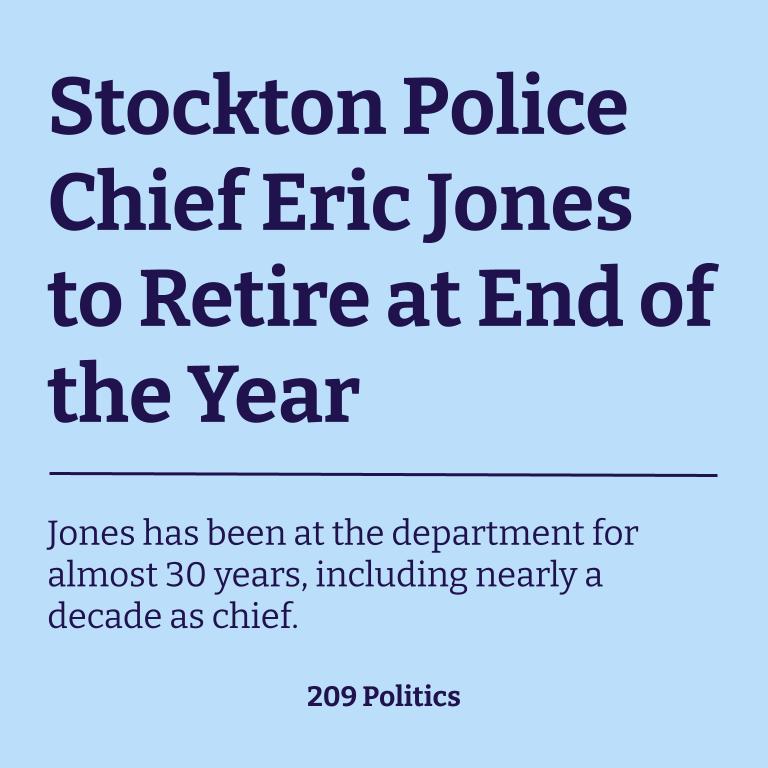 Stockton Police
Chief Eric Jones
to Retire at End of
the Year
Jones has been at the department for
almost 30 years, including nearly a
decade as chief.
209 Politics